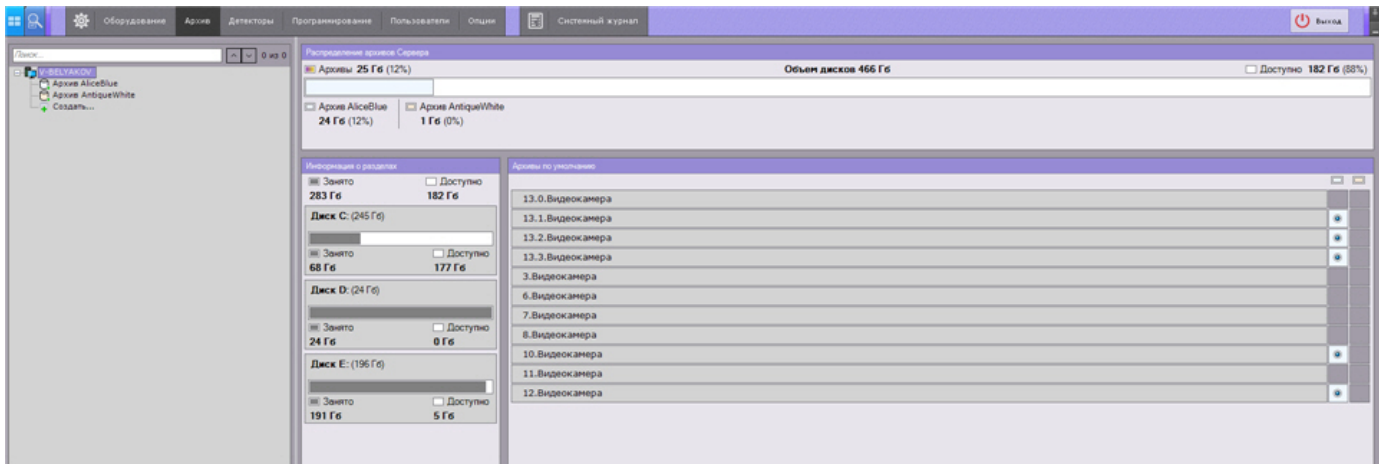 Оборудование Архив Детекторы Программирование Пользователи Опции Системный журнал Выход
Поиск... 0 из 0
V-BELYAKOV
Архив AliceBlue
Архив AntiqueWhite
Создать...
Распределение архивов Сервера
Архивы 25 Гб (12%) Объем дисков 466 Гб Доступно 182 Гб (88%)
Архив AliceBlue Архив AntiqueWhite
24 Гб (12%) 1 Гб (0%)
Информация о разделах
Занято Доступно
283 Гб 182 Гб
Диск C: (245 Гб)
Занято Доступно
68 Гб 177 Гб
Диск D: (24 Гб)
Занято Доступно
24 Гб 0 Гб
Диск E: (196 Гб)
Занято Доступно
191 Гб 5 Гб
Архивы по умолчанию
13.0.Видеокамера
13.1.Видеокамера
13.2.Видеокамера
13.3.Видеокамера
3.Видеокамера
6.Видеокамера
7.Видеокамера
8.Видеокамера
10.Видеокамера
11.Видеокамера
12.Видеокамера